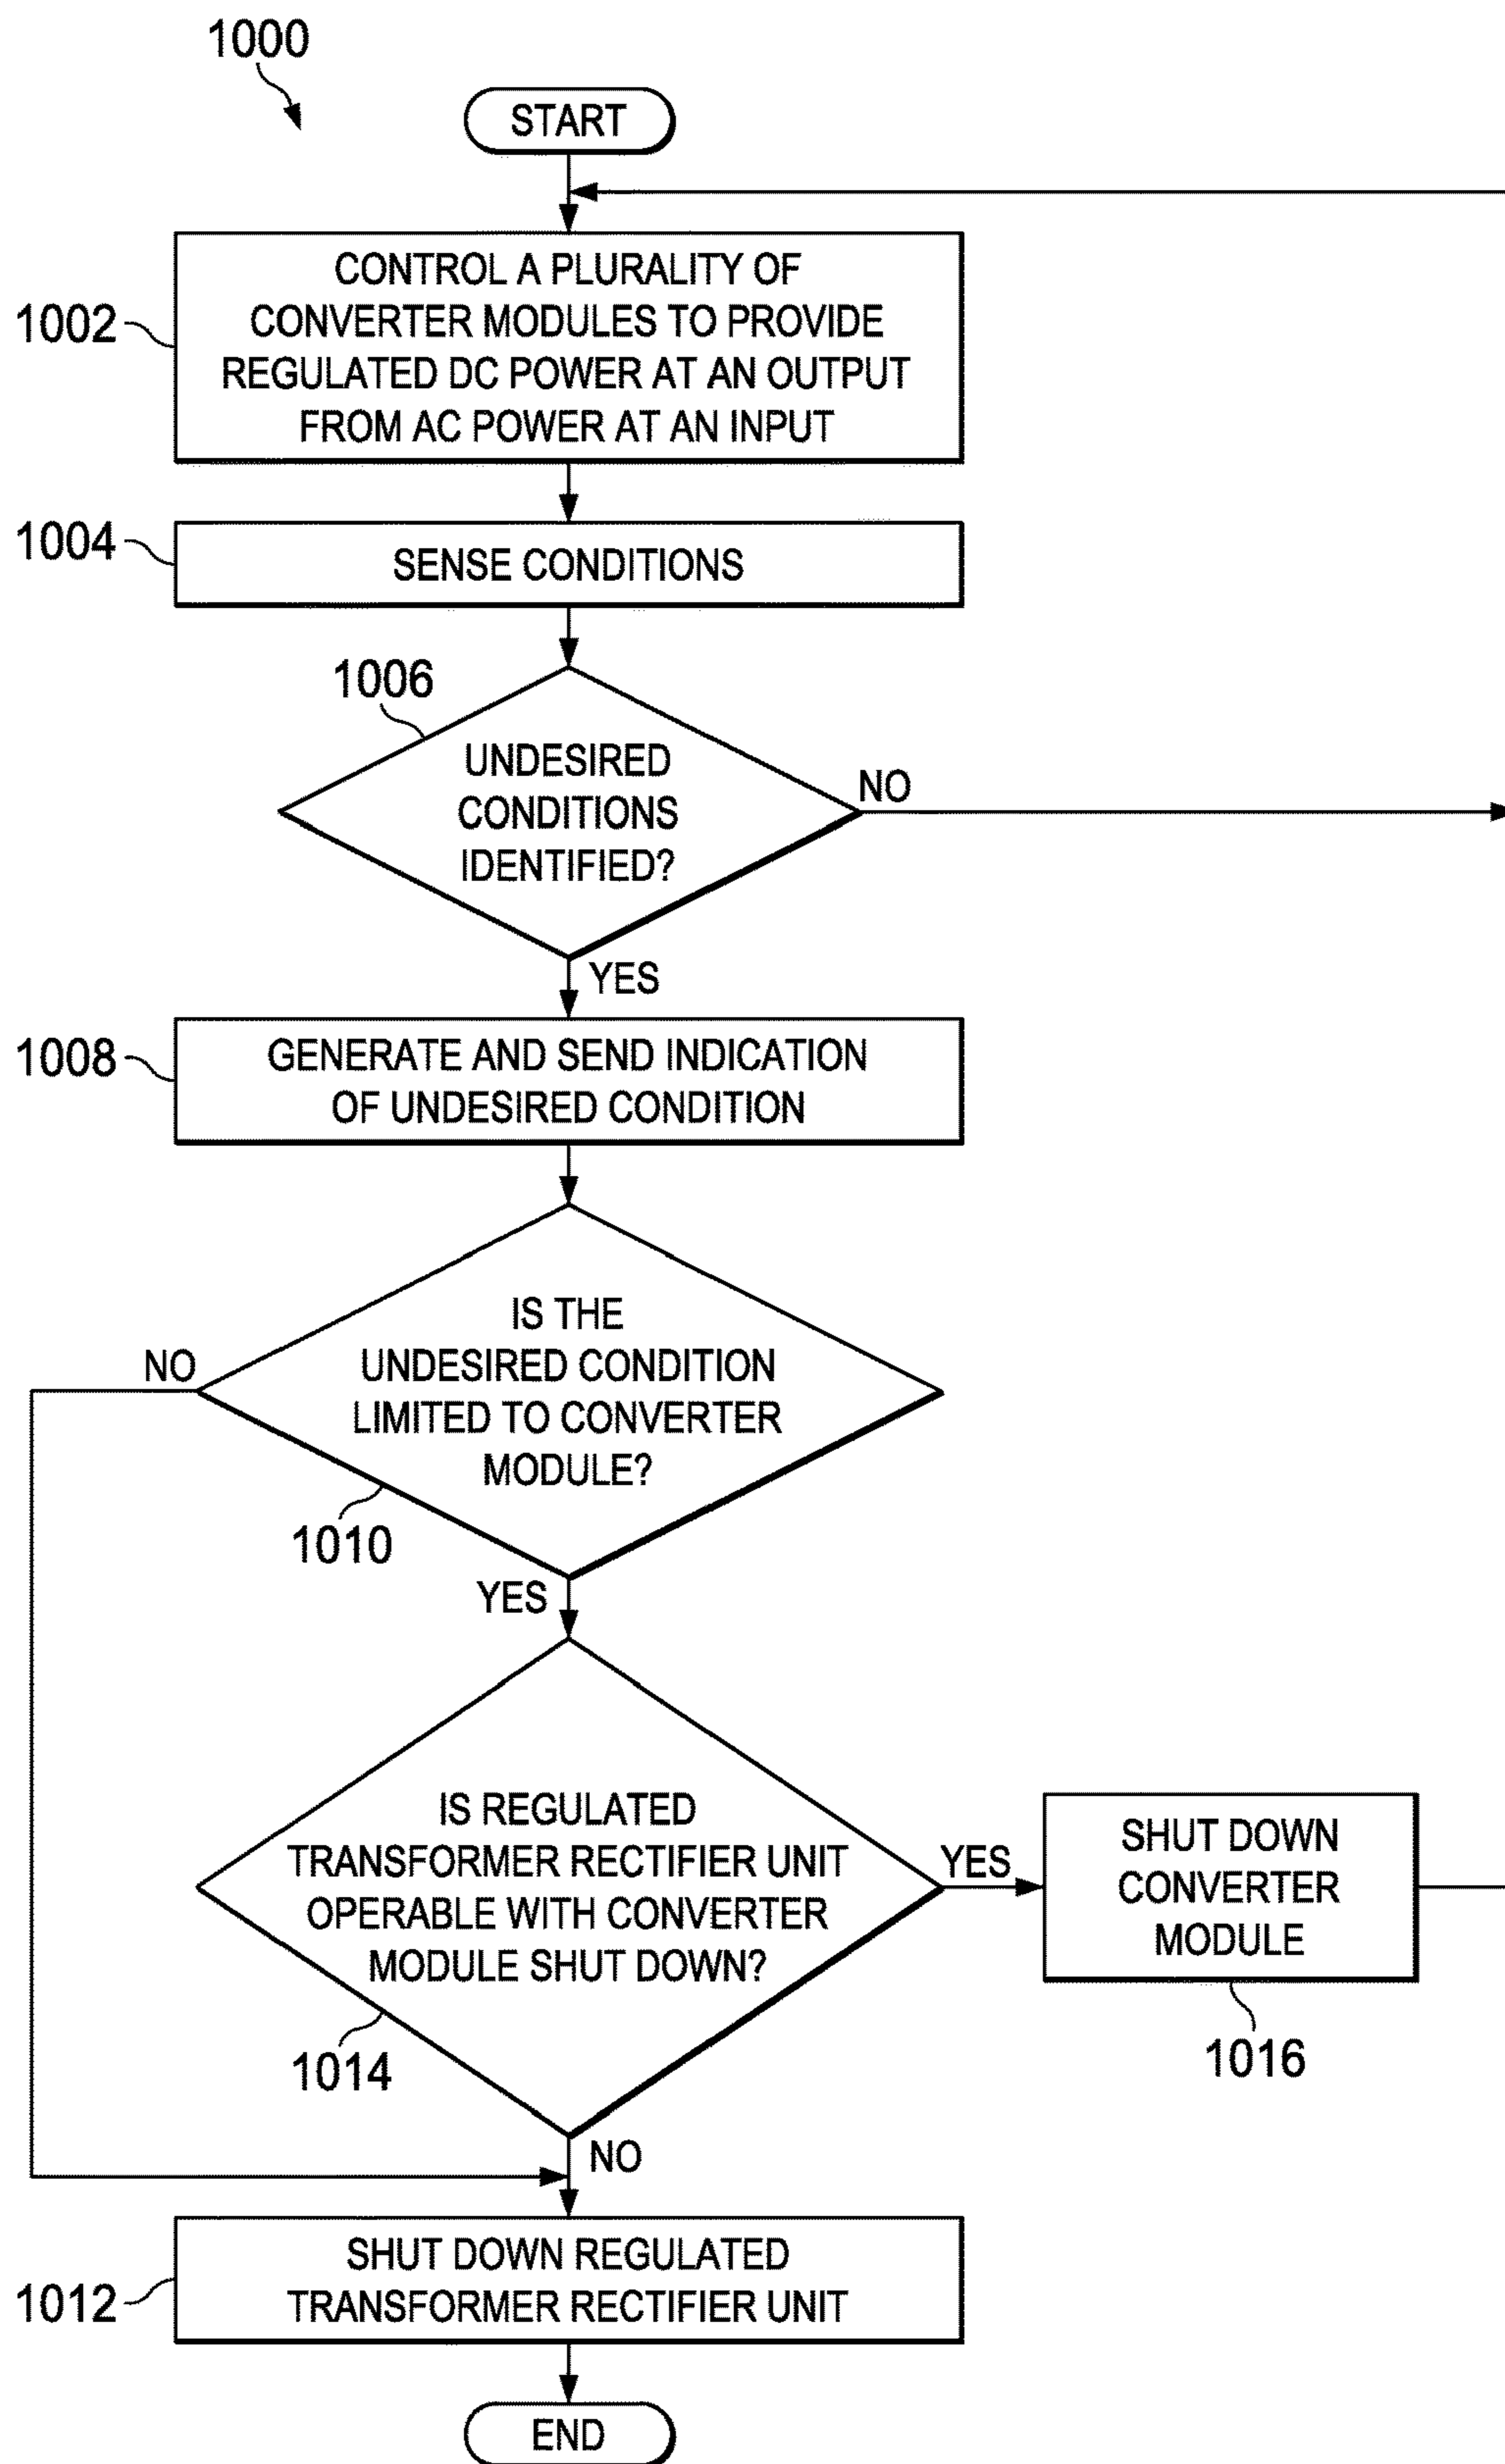 1000
START
1002
CONTROL A PLURALITY OF
CONVERTER MODULES TO PROVIDE
REGULATED DC POWER AT AN OUTPUT
FROM AC POWER AT AN INPUT
1004
SENSE CONDITIONS
1006
UNDESIRED
CONDITIONS
IDENTIFIED?
NO
YES
1008
GENERATE AND SEND INDICATION
OF UNDESIRED CONDITION
IS THE
UNDESIRED CONDITION
LIMITED TO CONVERTER
MODULE?
NO
1010
YES
IS REGULATED
TRANSFORMER RECTIFIER UNIT
OPERABLE WITH CONVERTER
MODULE SHUT DOWN?
YES
SHUT DOWN
CONVERTER
MODULE
1014
1016
NO
1012
SHUT DOWN REGULATED
TRANSFORMER RECTIFIER UNIT
END